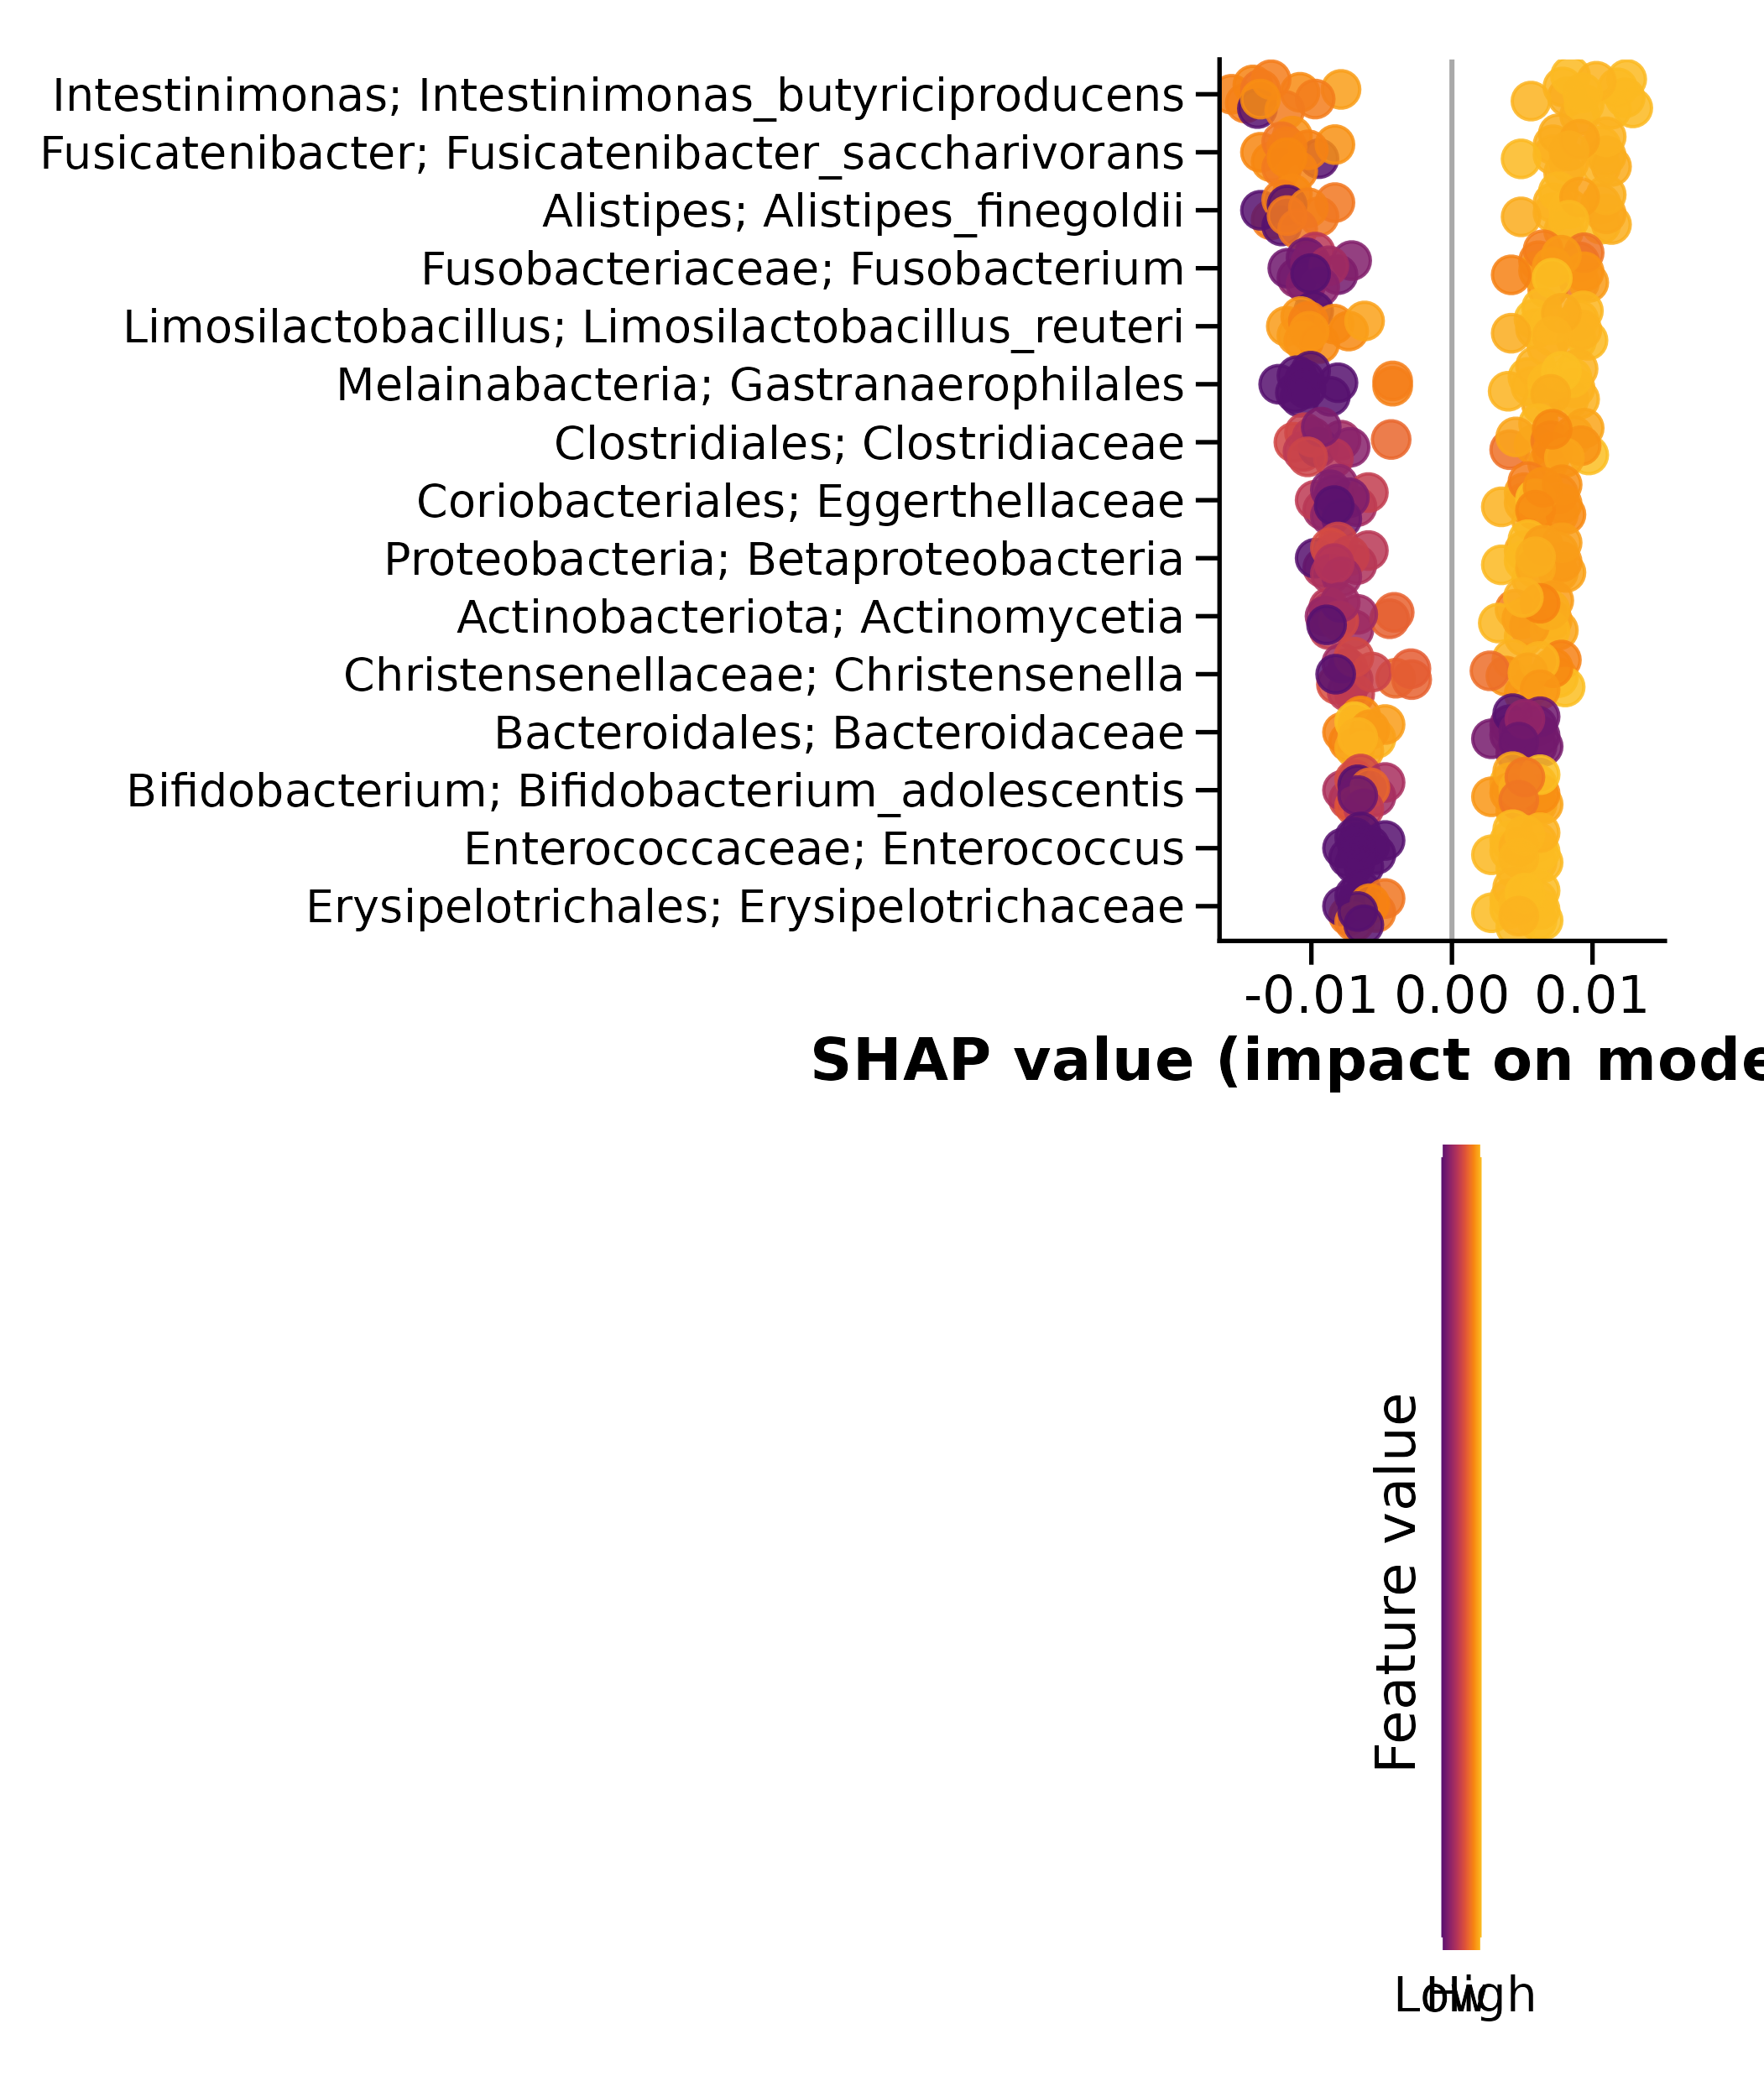 Intestinimonas; Intestinimonas_butyriciproducens
Fusicatenibacter; Fusicatenibacter_saccharivorans
Alistipes; Alistipes_finegoldii
Fusobacteriaceae; Fusobacterium
Limosilactobacillus; Limosilactobacillus_reuteri
Melainabacteria; Gastranaerophilales
Clostridiales; Clostridiaceae
Coriobacteriales; Eggerthellaceae
Proteobacteria; Betaproteobacteria
Actinobacteriota; Actinomycetia
Christensenellaceae; Christensenella
Bacteroidales; Bacteroidaceae
Bifidobacterium; Bifidobacterium_adolescentis
Enterococcaceae; Enterococcus
Erysipelotrichales; Erysipelotrichaceae
-0.01 0.00 0.01
SHAP value (impact on mode
Feature value
Low High